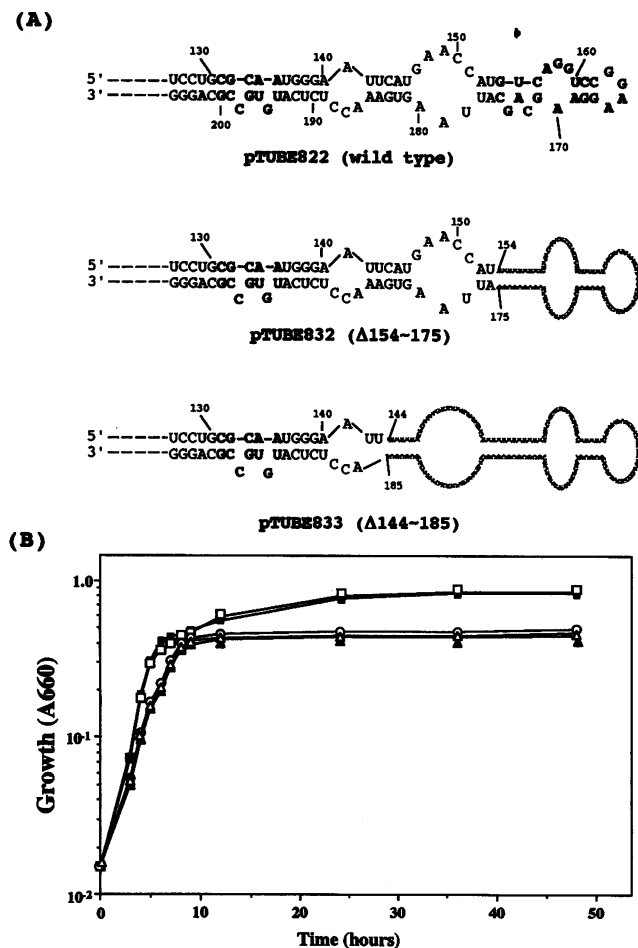 (A)
130 140 150 160
5' ------ UCCUGCG-CA-AUGGGA A UUCAU G A A C C AUG-U-C A G G UCC G G
3' ------ GGGACGC GU UACUCU C C AAGUG A A U U ACA G A AGG A A
C G A C G
200 190 180 170
pTUBE822 (wild type)
130 140 150 154
5' ------ UCCUGCG-CA-AUGGGA A UUCAU G A A C C AU
3' ------ GGGACGC GU UACUCU C C AAGUG A A U UA
C G A 175
pTUBE832 (Δ154~175)
130 140 144
5' ------ UCCUGCG-CA-AUGGGA A UU
3' ------ GGGACGC GU UACUCU C C A
C G 185
pTUBE833 (Δ144~185)
(B)
1.0
10-1
10-2
Growth (A660)
0 10 20 30 40 50
Time (hours)